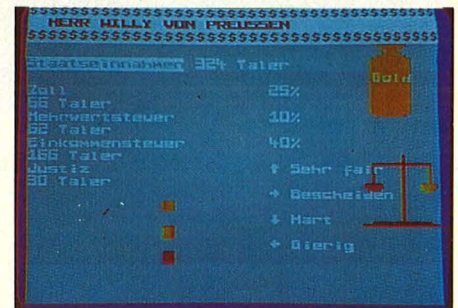 $$$$$$$$$$$$$$$$$$$$$$$$$$$$$$$$$$$$$$$$
HERR WILLY VON PREUSSEN
$$$$$$$$$$$$$$$$$$$$$$$$$$$$$$$$$$$$$$$$
Staatseinnahmen 324 Taler
Gold
Zoll 25%
66 Taler
Mehrwertsteuer 10%
62 Taler
Einkommensteuer 40%
166 Taler
Justiz ↑ Sehr fair
30 Taler
→ Bescheiden
↓ Hart
← Gierig